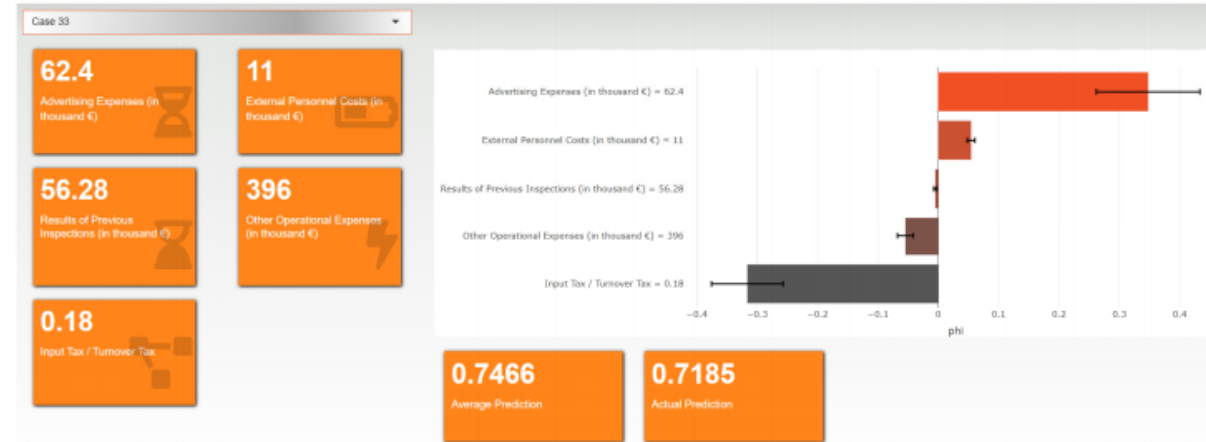 Case 33
62.4
Advertising Expenses (in
thousand €)
11
External Personnel Costs (in
thousand €)
56.28
Results of Previous
Inspections (in thousand €)
396
Other Operational Expenses
(in thousand €)
0.18
Input Tax / Turnover Tax
Advertising Expenses (in thousand €) = 62.4
External Personnel Costs (in thousand €) = 11
Results of Previous Inspections (in thousand €) = 56.28
Other Operational Expenses (in thousand €) = 396
Input Tax / Turnover Tax = 0.18
−0.4 −0.3 −0.2 −0.1 0 0.1 0.2 0.3 0.4
phi
0.7466
Average Prediction
0.7185
Actual Prediction